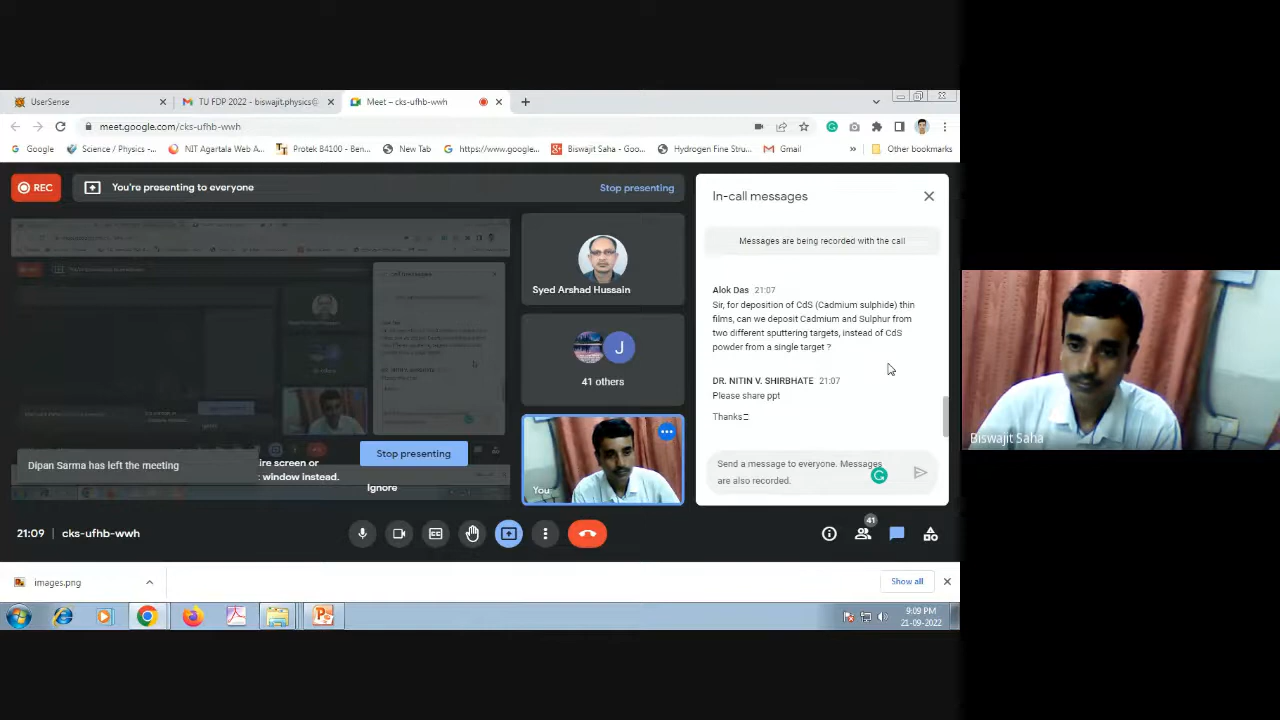 UserSense
TU FDP 2022 - biswajit.physics@
Meet – cks-ufhb-wwh
meet.google.com/cks-ufhb-wwh
Google
Science / Physics -...
NIT Agartala Web A...
Protek B4100 - Ben...
New Tab
https://www.google...
Biswajit Saha - Goo...
Hydrogen Fine Stru...
Gmail
»
Other bookmarks
REC
You're presenting to everyone
Stop presenting
In-call messages
Messages are being recorded with the call
Syed Arshad Hussain
Alok Das 21:07
Sir, for deposition of CdS (Cadmium sulphide) thin
films, can we deposit Cadmium and Sulphur from
two different sputtering targets, instead of CdS
powder from a single target ?
J
41 others
DR. NITIN V. SHIRBHATE 21:07
Please share ppt
Thanks
Biswajit Saha
Dipan Sarma has left the meeting
ire screen or
window instead.
Stop presenting
Ignore
You
Send a message to everyone. Messages
are also recorded.
21:09 cks-ufhb-wwh
41
images.png
Show all
9:09 PM
21-09-2022